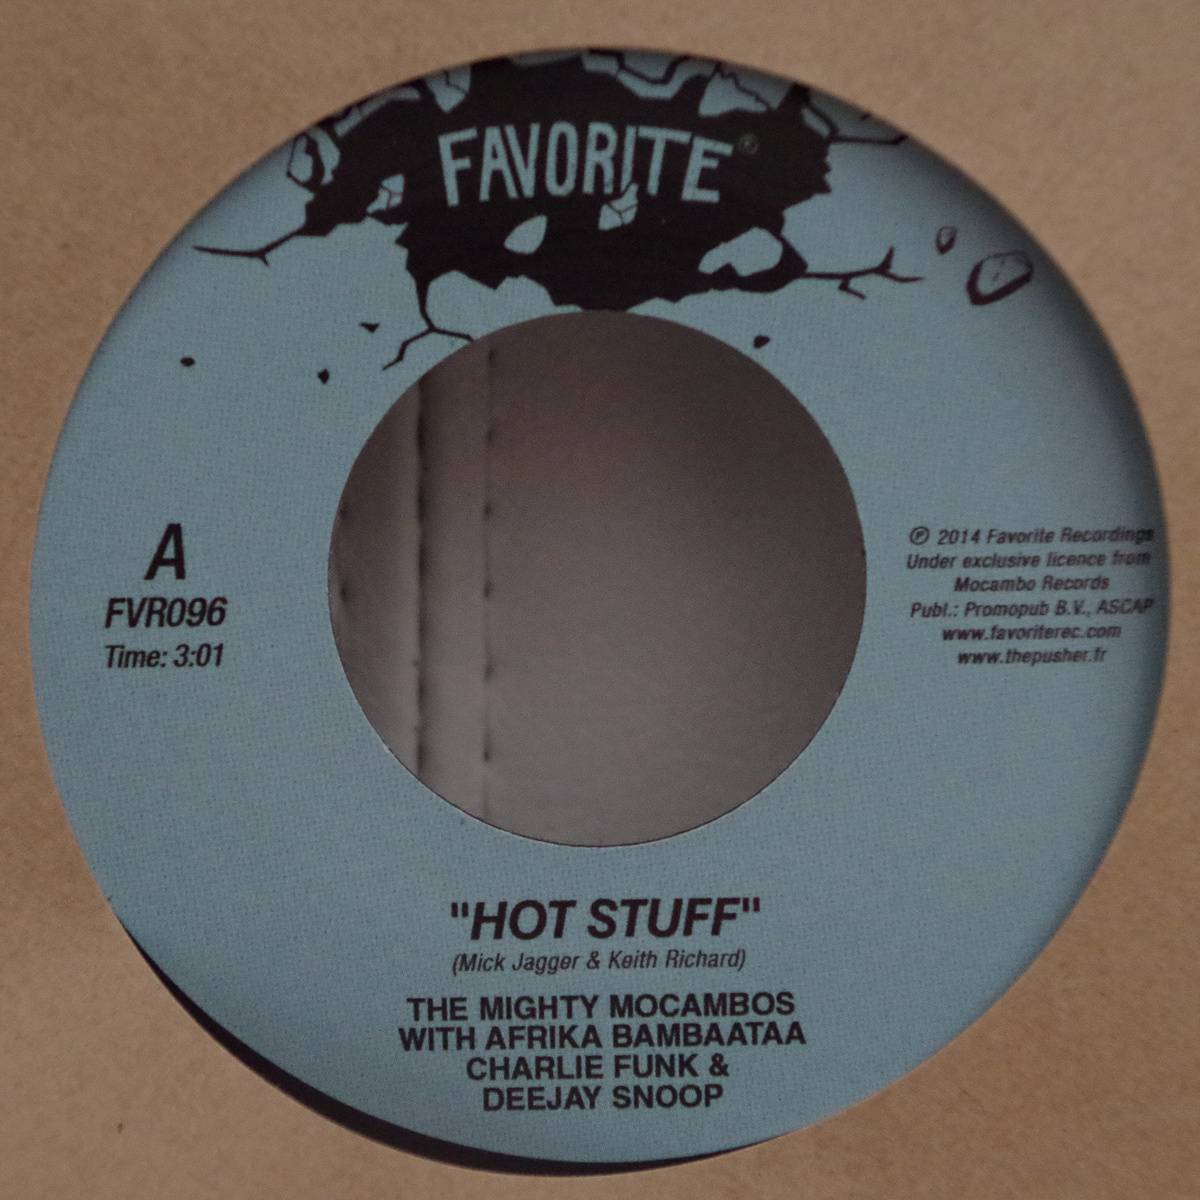 FAVORITE®
A
FVR096
Time: 3:01
℗ 2014 Favorite Recordings
Under exclusive licence from
Mocambo Records
Publ.: Promopub B.V., ASCAP
www.favoriterec.com
www.thepusher.fr
"HOT STUFF"
(Mick Jagger & Keith Richard)
THE MIGHTY MOCAMBOS
WITH AFRIKA BAMBAATAA
CHARLIE FUNK &
DEEJAY SNOOP